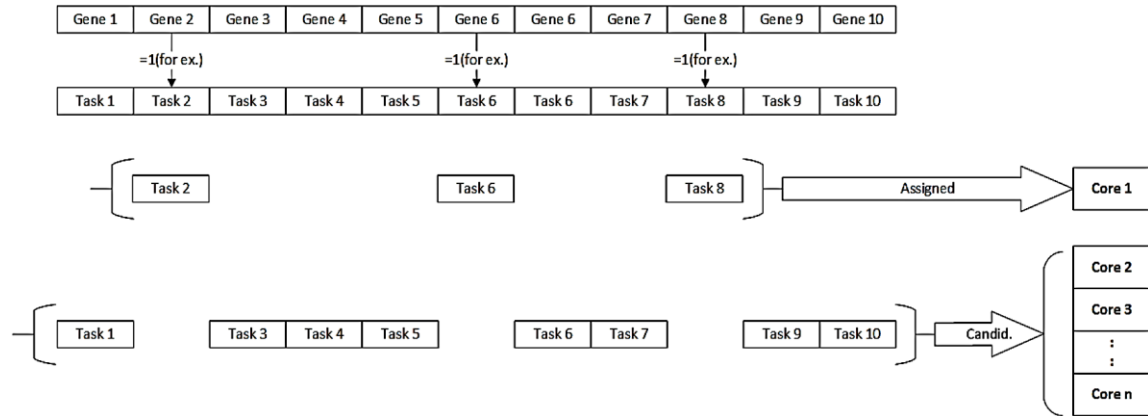 Gene 1 Gene 2 Gene 3 Gene 4 Gene 5 Gene 6 Gene 6 Gene 7 Gene 8 Gene 9 Gene 10
=1(for ex.) =1(for ex.) =1(for ex.)
Task 1 Task 2 Task 3 Task 4 Task 5 Task 6 Task 6 Task 7 Task 8 Task 9 Task 10
Task 2 Task 6 Task 8 Assigned Core 1
Core 2
Core 3
Task 1 Task 3 Task 4 Task 5 Task 6 Task 7 Task 9 Task 10 Candid.
:
:
Core n